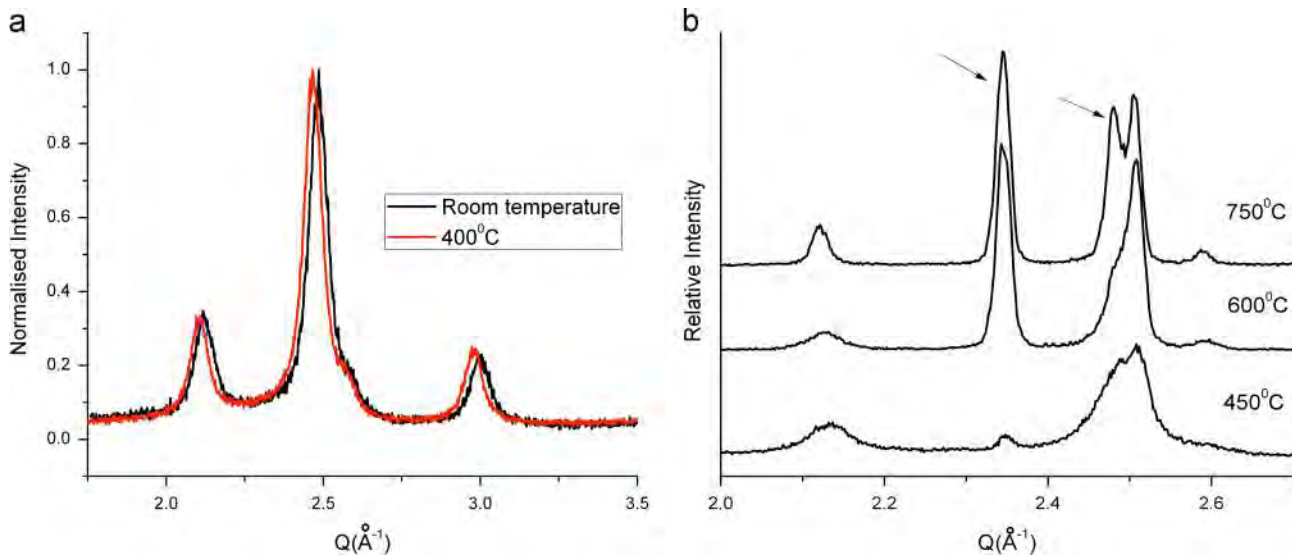 a
Normalised Intensity
1.0
0.8
0.6
0.4
0.2
0.0
2.0 2.5 3.0 3.5
Q(Å⁻¹)
Room temperature
400⁰C
b
Relative Intensity
750⁰C
600⁰C
450⁰C
2.0 2.2 2.4 2.6
Q(Å⁻¹)